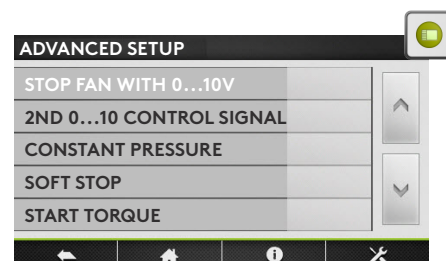 ADVANCED SETUP
STOP FAN WITH 0...10V
2ND 0...10 CONTROL SIGNAL
CONSTANT PRESSURE
SOFT STOP
START TORQUE